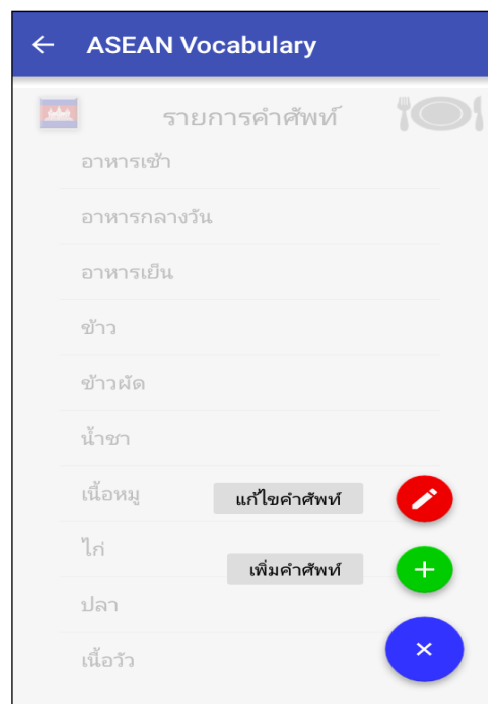 ASEAN Vocabulary
รายการคำศัพท์
อาหารเช้า
อาหารกลางวัน
อาหารเย็น
ข้าว
ข้าวผัด
น้ำชา
เนื้อหมู
แก้ไขคำศัพท์
ไก่
เพิ่มคำศัพท์
ปลา
เนื้อวัว